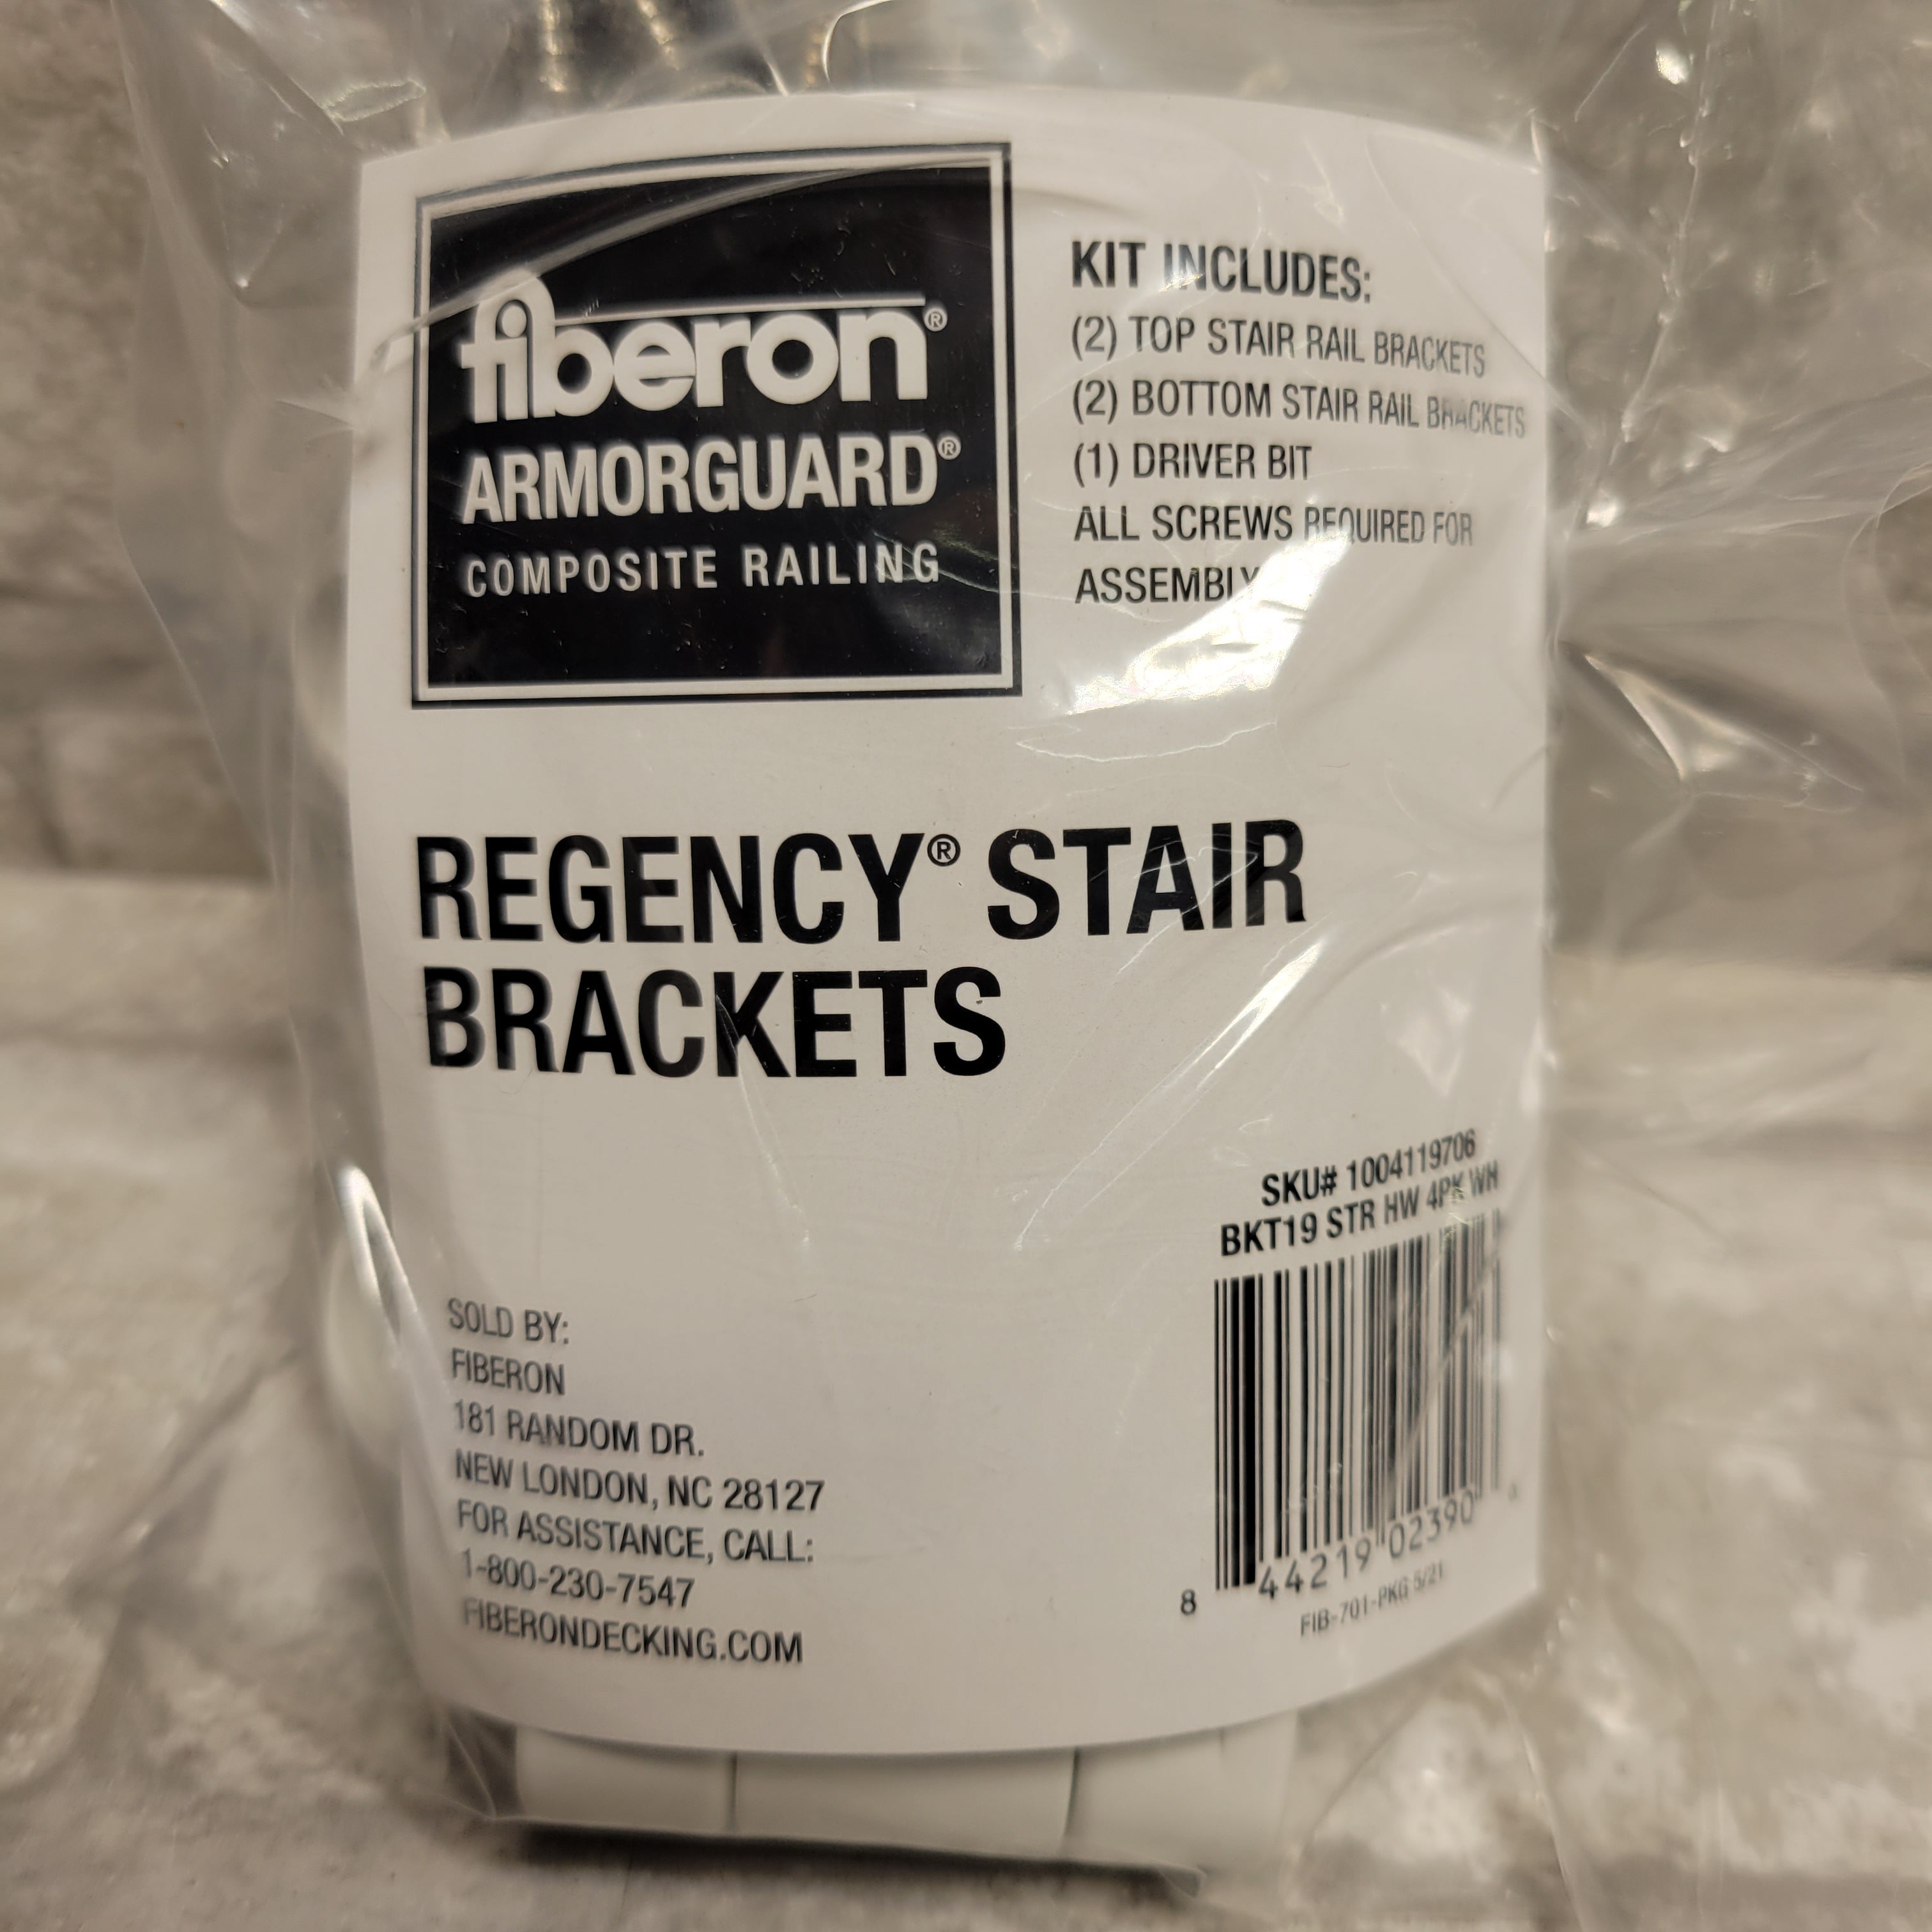 fiberon®
ARMORGUARD®
COMPOSITE RAILING
KIT INCLUDES:
(2) TOP STAIR RAIL BRACKETS
(2) BOTTOM STAIR RAIL BRACKETS
(1) DRIVER BIT
ALL SCREWS REQUIRED FOR
ASSEMBLY
REGENCY® STAIR
BRACKETS
SKU# 1004119706
BKT19 STR HW 4PK WH
8 44219 02390
FIB-701-PKG 5/21
SOLD BY:
FIBERON
181 RANDOM DR.
NEW LONDON, NC 28127
FOR ASSISTANCE, CALL:
1-800-230-7547
FIBERONDECKING.COM